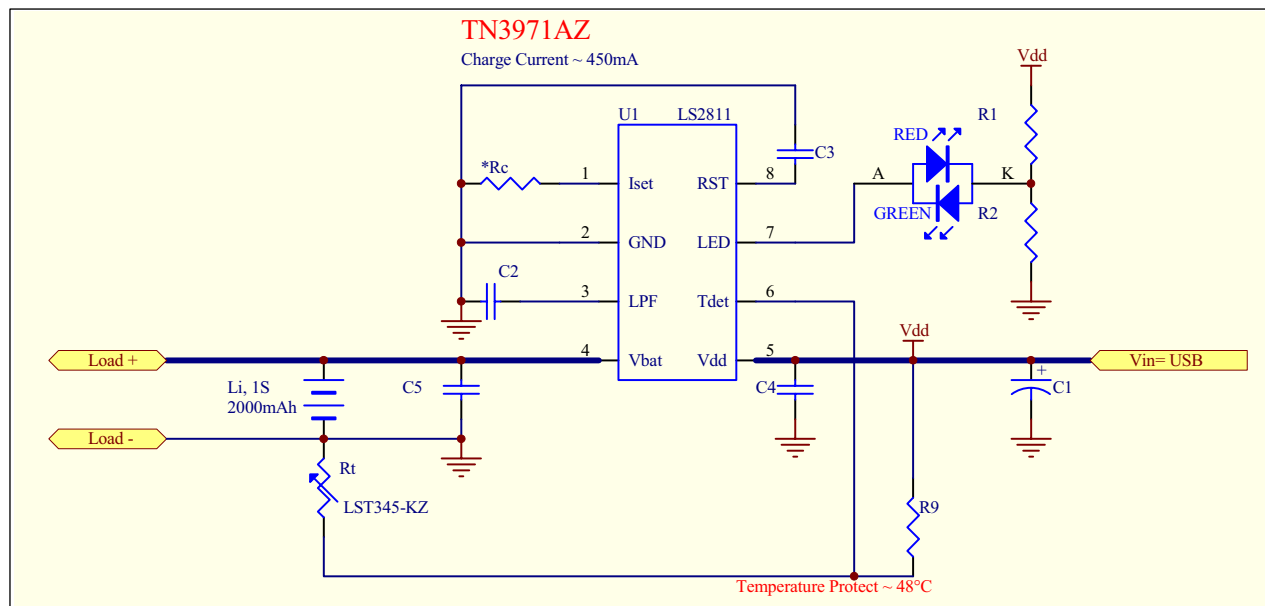 TN3971AZ
Charge Current ~ 450mA
Vdd
U1 LS2811
R1
RED
C3
*Rc
1 Iset RST 8
A K
GREEN R2
2 GND LED 7
C2
3 LPF Tdet 6
Vdd
4 Vbat Vdd 5
Load + Vin= USB
+
Li, 1S C5 C4 C1
2000mAh
Load -
Rt
LST345-KZ R9
Temperature Protect ~ 48°C